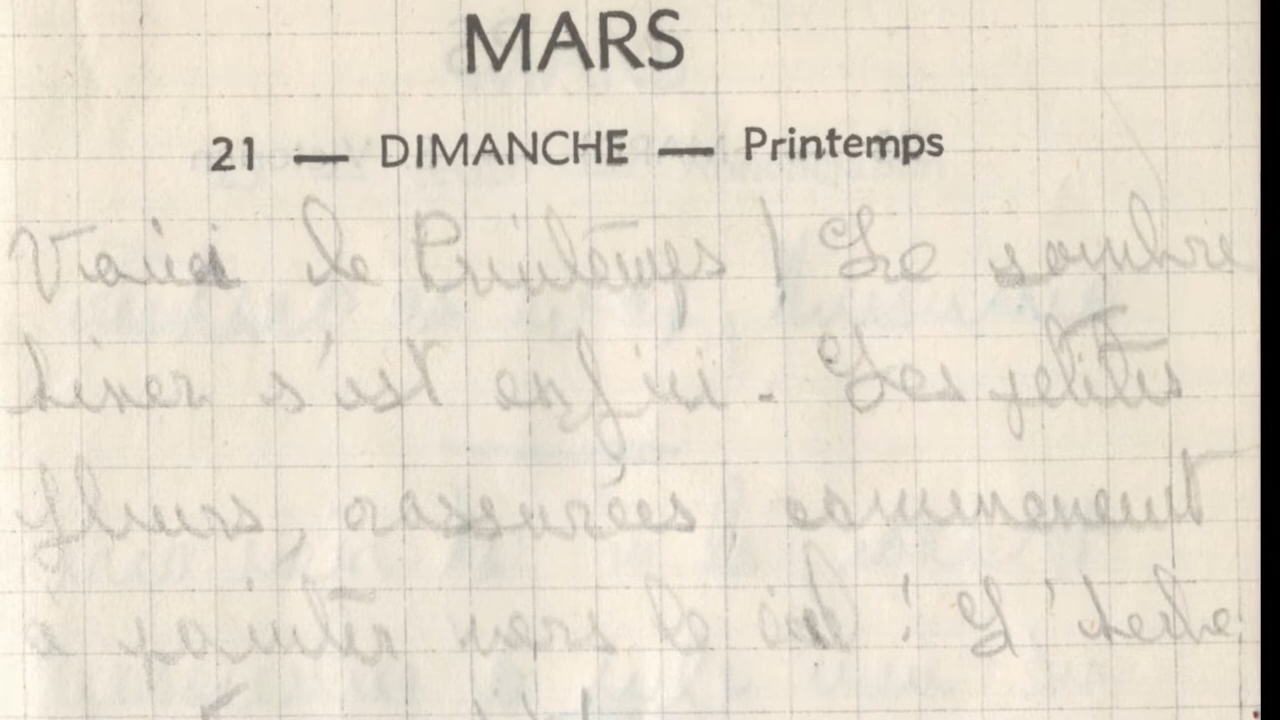 MARS
21 — DIMANCHE — Printemps
Voici le Printemps ! Le sombre
hiver s'est enfui. Les petites
fleurs, rassurées, commencent
à pointer vers le ciel ! L'herbe